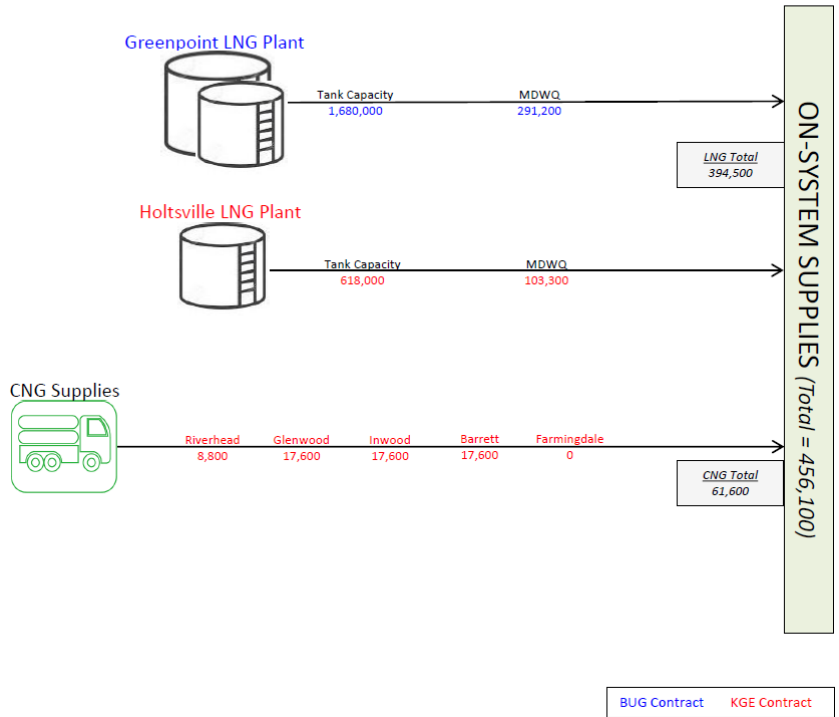 Greenpoint LNG Plant
Tank Capacity MDWQ
1,680,000 291,200
LNG Total
394,500
Holtsville LNG Plant
Tank Capacity MDWQ
618,000 103,300
CNG Supplies
Riverhead Glenwood Inwood Barrett Farmingdale
8,800 17,600 17,600 17,600 0
CNG Total
61,600
ON-SYSTEM SUPPLIES (Total = 456,100)
BUG Contract KGE Contract